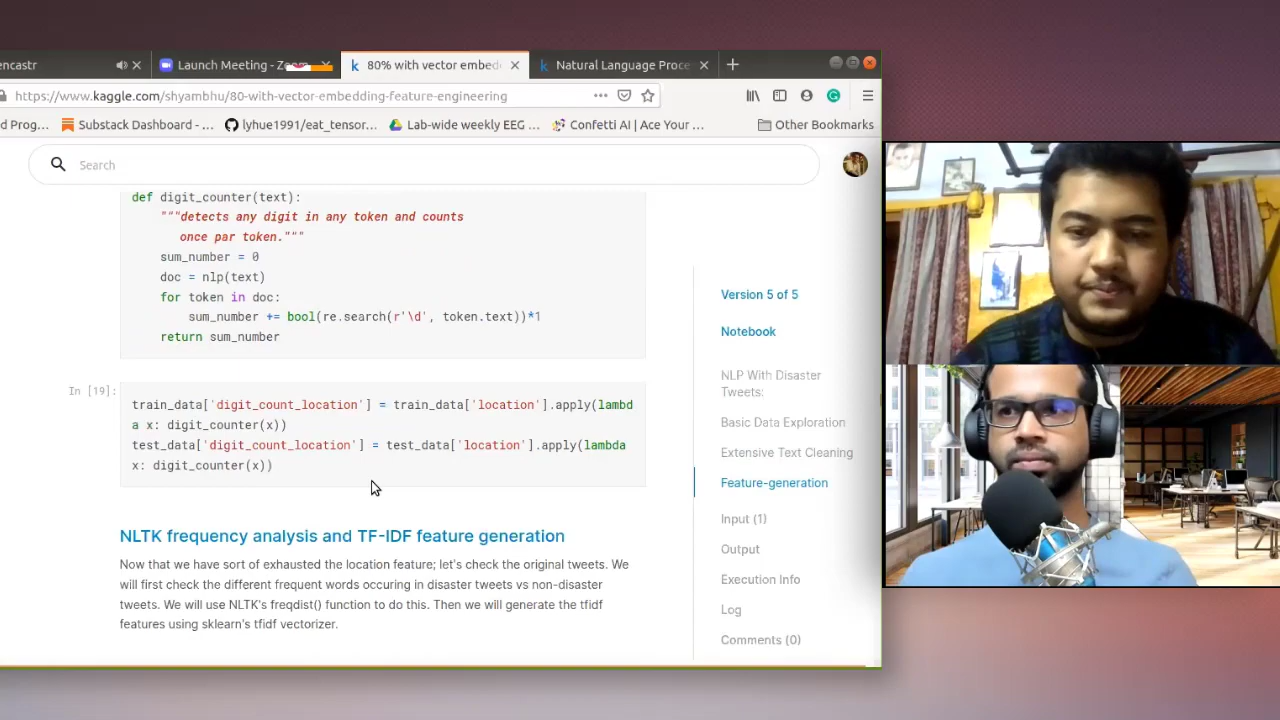 encastr
Launch Meeting - Zoom
80% with vector embed
Natural Language Proce
https://www.kaggle.com/shyambhu/80-with-vector-embedding-feature-engineering
d Prog...
Substack Dashboard - ...
lyhue1991/eat_tensor...
Lab-wide weekly EEG ...
Confetti AI | Ace Your ...
Other Bookmarks
Search
def digit_counter(text):
"""detects any digit in any token and counts
once par token."""
sum_number = 0
doc = nlp(text)
for token in doc:
sum_number += bool(re.search(r'\d', token.text))*1
return sum_number
In [19]:
train_data['digit_count_location'] = train_data['location'].apply(lambd
a x: digit_counter(x))
test_data['digit_count_location'] = test_data['location'].apply(lambda
x: digit_counter(x))
NLTK frequency analysis and TF-IDF feature generation
Now that we have sort of exhausted the location feature; let's check the original tweets. We
will first check the different frequent words occuring in disaster tweets vs non-disaster
tweets. We will use NLTK's freqdist() function to do this. Then we will generate the tfidf
features using sklearn's tfidf vectorizer.
Version 5 of 5
Notebook
NLP With Disaster
Tweets:
Basic Data Exploration
Extensive Text Cleaning
Feature-generation
Input (1)
Output
Execution Info
Log
Comments (0)